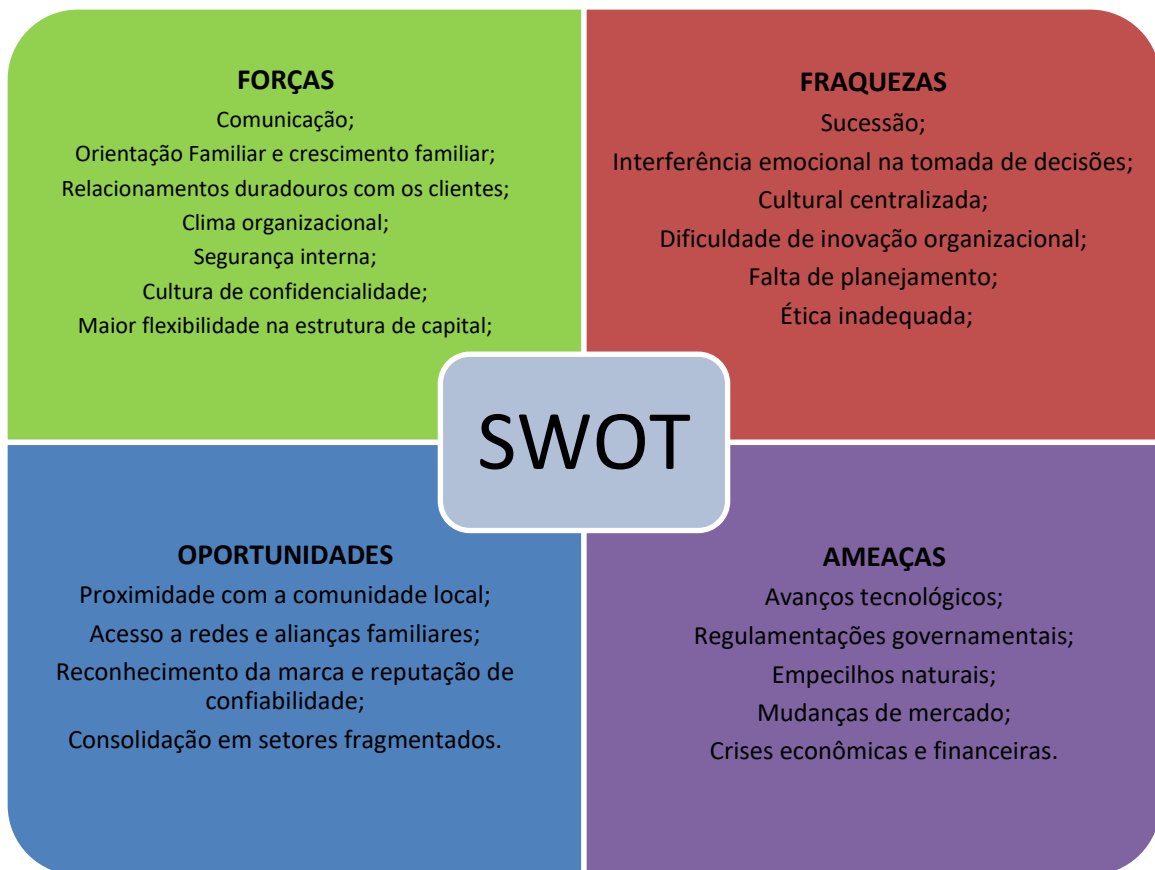 FORÇAS
Comunicação;
Orientação Familiar e crescimento familiar;
Relacionamentos duradouros com os clientes;
Clima organizacional;
Segurança interna;
Cultura de confidencialidade;
Maior flexibilidade na estrutura de capital;
FRAQUEZAS
Sucessão;
Interferência emocional na tomada de decisões;
Cultural centralizada;
Dificuldade de inovação organizacional;
Falta de planejamento;
Ética inadequada;
SWOT
OPORTUNIDADES
Proximidade com a comunidade local;
Acesso a redes e alianças familiares;
Reconhecimento da marca e reputação de
confiabilidade;
Consolidação em setores fragmentados.
AMEAÇAS
Avanços tecnológicos;
Regulamentações governamentais;
Empecilhos naturais;
Mudanças de mercado;
Crises econômicas e financeiras.